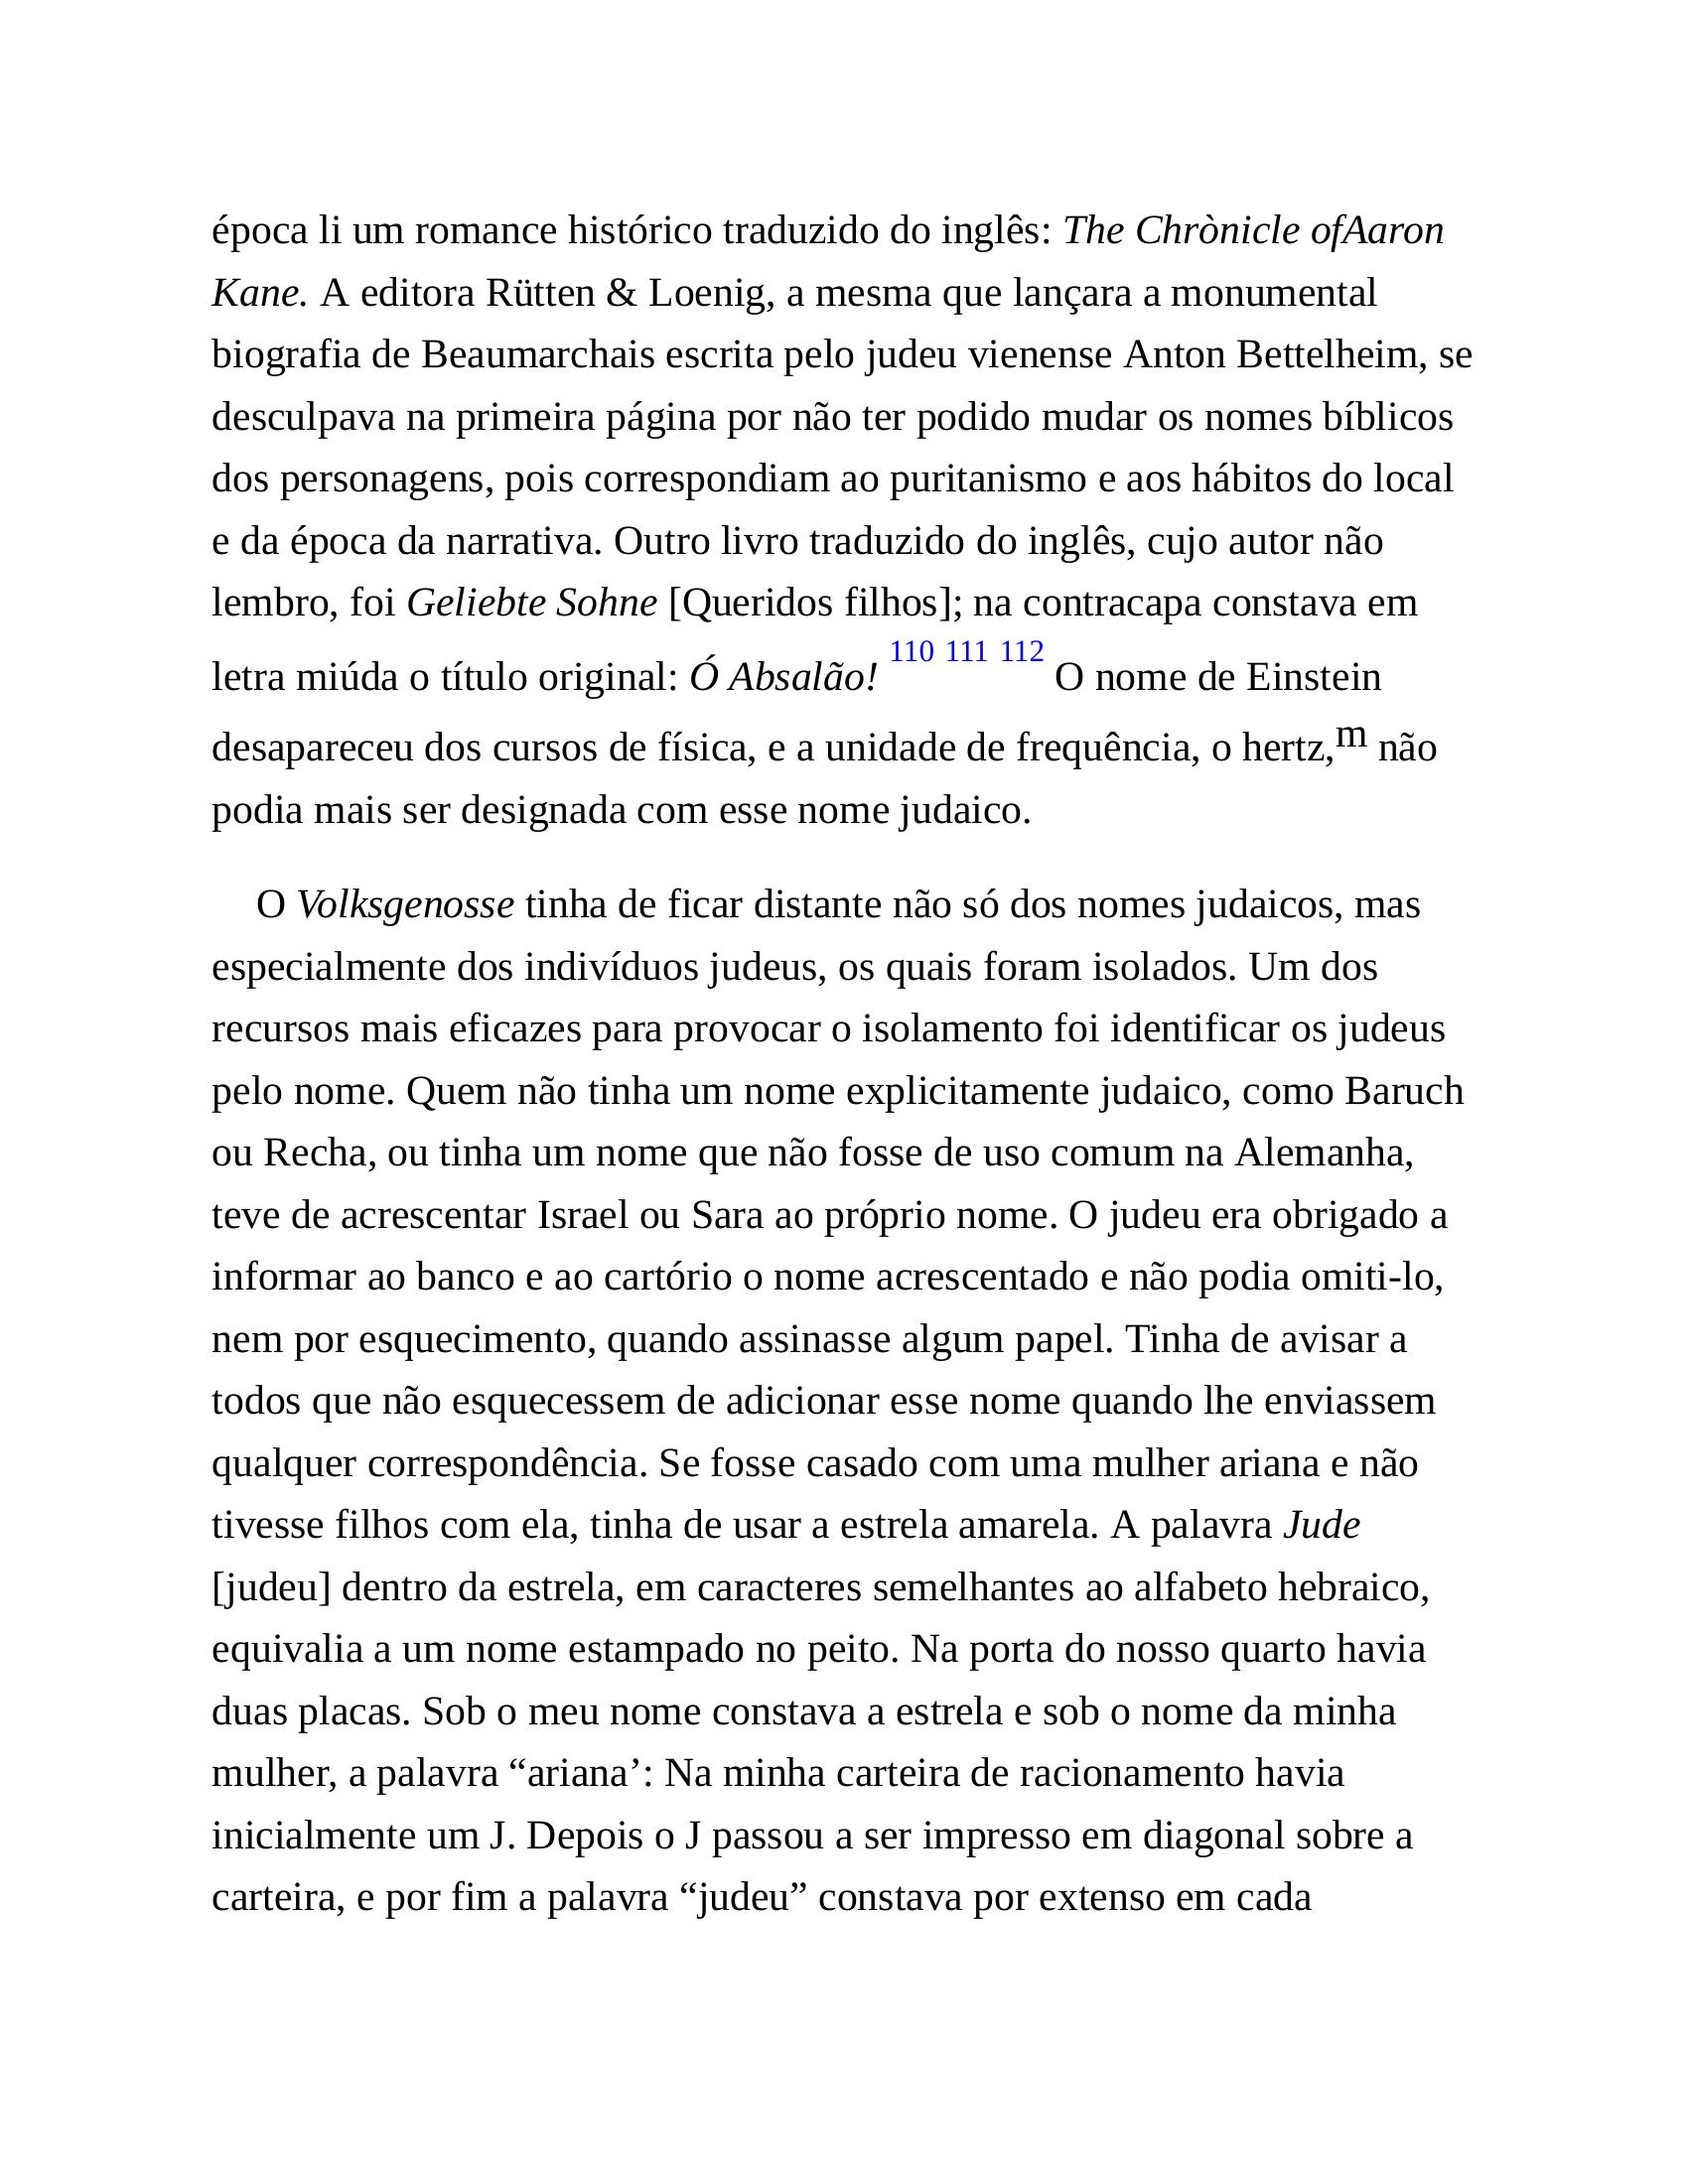 época li um romance histórico traduzido do inglês: The Chrònicle ofAaron
Kane. A editora Rütten & Loenig, a mesma que lançara a monumental
biografia de Beaumarchais escrita pelo judeu vienense Anton Bettelheim, se
desculpava na primeira página por não ter podido mudar os nomes bíblicos
dos personagens, pois correspondiam ao puritanismo e aos hábitos do local
e da época da narrativa. Outro livro traduzido do inglês, cujo autor não
lembro, foi Geliebte Sohne [Queridos filhos]; na contracapa constava em
letra miúda o título original: Ó Absalão! 110 111 112 O nome de Einstein
desapareceu dos cursos de física, e a unidade de frequência, o hertz,m não
podia mais ser designada com esse nome judaico.
O Volksgenosse tinha de ficar distante não só dos nomes judaicos, mas
especialmente dos indivíduos judeus, os quais foram isolados. Um dos
recursos mais eficazes para provocar o isolamento foi identificar os judeus
pelo nome. Quem não tinha um nome explicitamente judaico, como Baruch
ou Recha, ou tinha um nome que não fosse de uso comum na Alemanha,
teve de acrescentar Israel ou Sara ao próprio nome. O judeu era obrigado a
informar ao banco e ao cartório o nome acrescentado e não podia omiti-lo,
nem por esquecimento, quando assinasse algum papel. Tinha de avisar a
todos que não esquecessem de adicionar esse nome quando lhe enviassem
qualquer correspondência. Se fosse casado com uma mulher ariana e não
tivesse filhos com ela, tinha de usar a estrela amarela. A palavra Jude
[judeu] dentro da estrela, em caracteres semelhantes ao alfabeto hebraico,
equivalia a um nome estampado no peito. Na porta do nosso quarto havia
duas placas. Sob o meu nome constava a estrela e sob o nome da minha
mulher, a palavra “ariana’: Na minha carteira de racionamento havia
inicialmente um J. Depois o J passou a ser impresso em diagonal sobre a
carteira, e por fim a palavra “judeu” constava por extenso em cada